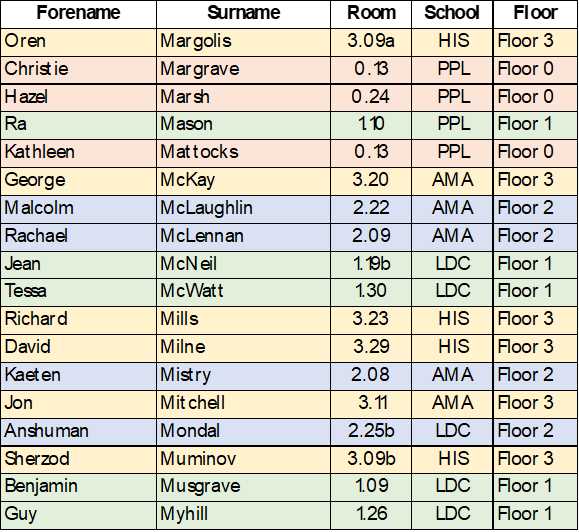 Forename Surname Room School Floor
Oren Margolis 3.09a HIS Floor 3
Christie Margrave 0.13 PPL Floor 0
Hazel Marsh 0.24 PPL Floor 0
Ra Mason 1.10 PPL Floor 1
Kathleen Mattocks 0.13 PPL Floor 0
George McKay 3.20 AMA Floor 3
Malcolm McLaughlin 2.22 AMA Floor 2
Rachael McLennan 2.09 AMA Floor 2
Jean McNeil 1.19b LDC Floor 1
Tessa McWatt 1.30 LDC Floor 1
Richard Mills 3.23 HIS Floor 3
David Milne 3.29 HIS Floor 3
Kaeten Mistry 2.08 AMA Floor 2
Jon Mitchell 3.11 AMA Floor 3
Anshuman Mondal 2.25b LDC Floor 2
Sherzod Muminov 3.09b HIS Floor 3
Benjamin Musgrave 1.09 LDC Floor 1
Guy Myhill 1.26 LDC Floor 1